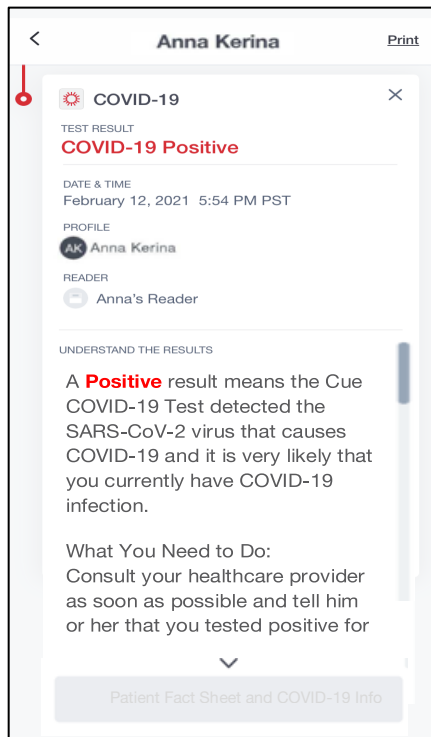 Anna Kerina
Print
COVID-19
TEST RESULT
COVID-19 Positive
DATE & TIME
February 12, 2021 5:54 PM PST
PROFILE
AK Anna Kerina
READER
Anna's Reader
UNDERSTAND THE RESULTS
A Positive result means the Cue
COVID-19 Test detected the
SARS-CoV-2 virus that causes
COVID-19 and it is very likely that
you currently have COVID-19
infection.
What You Need to Do:
Consult your healthcare provider
as soon as possible and tell him
or her that you tested positive for
Patient Fact Sheet and COVID-19 Info